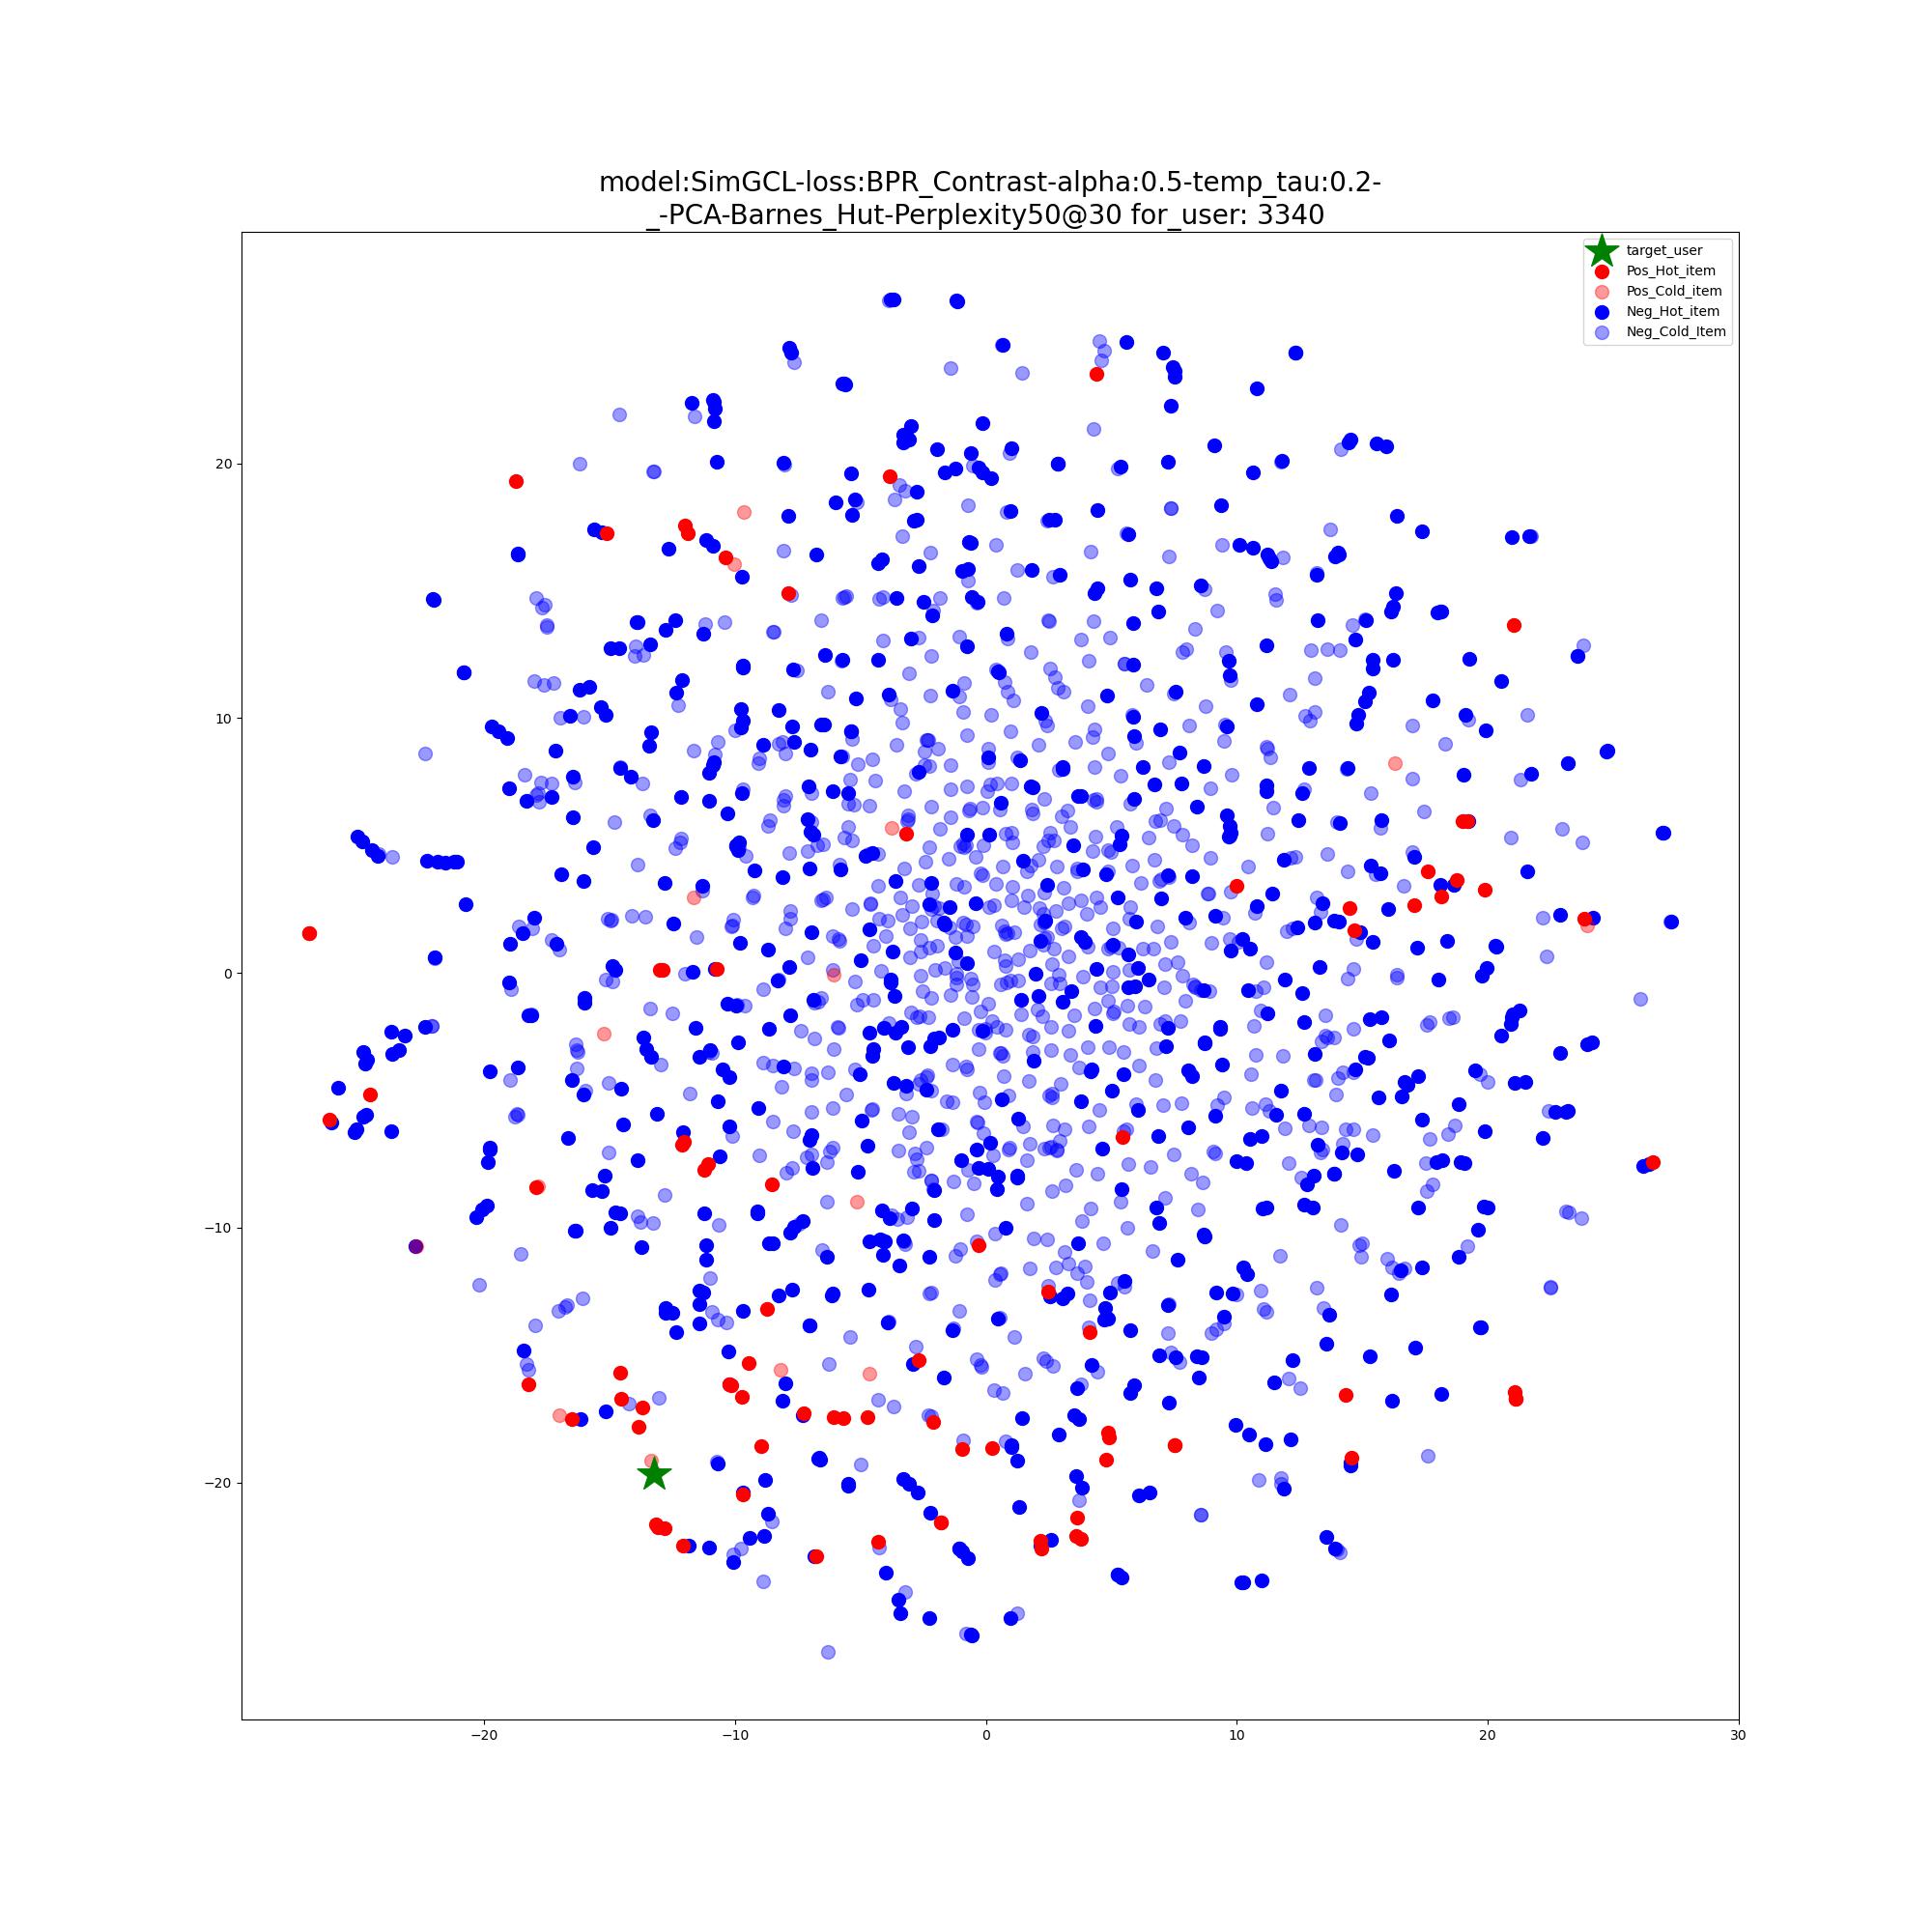 model:SimGCL-loss:BPR_Contrast-alpha:0.5-temp_tau:0.2-
_-PCA-Barnes_Hut-Perplexity50@30 for_user: 3340
target_user
Pos_Hot_item
Pos_Cold_item
Neg_Hot_item
Neg_Cold_Item
20
10
0
−10
−20
−20 −10 0 10 20 30